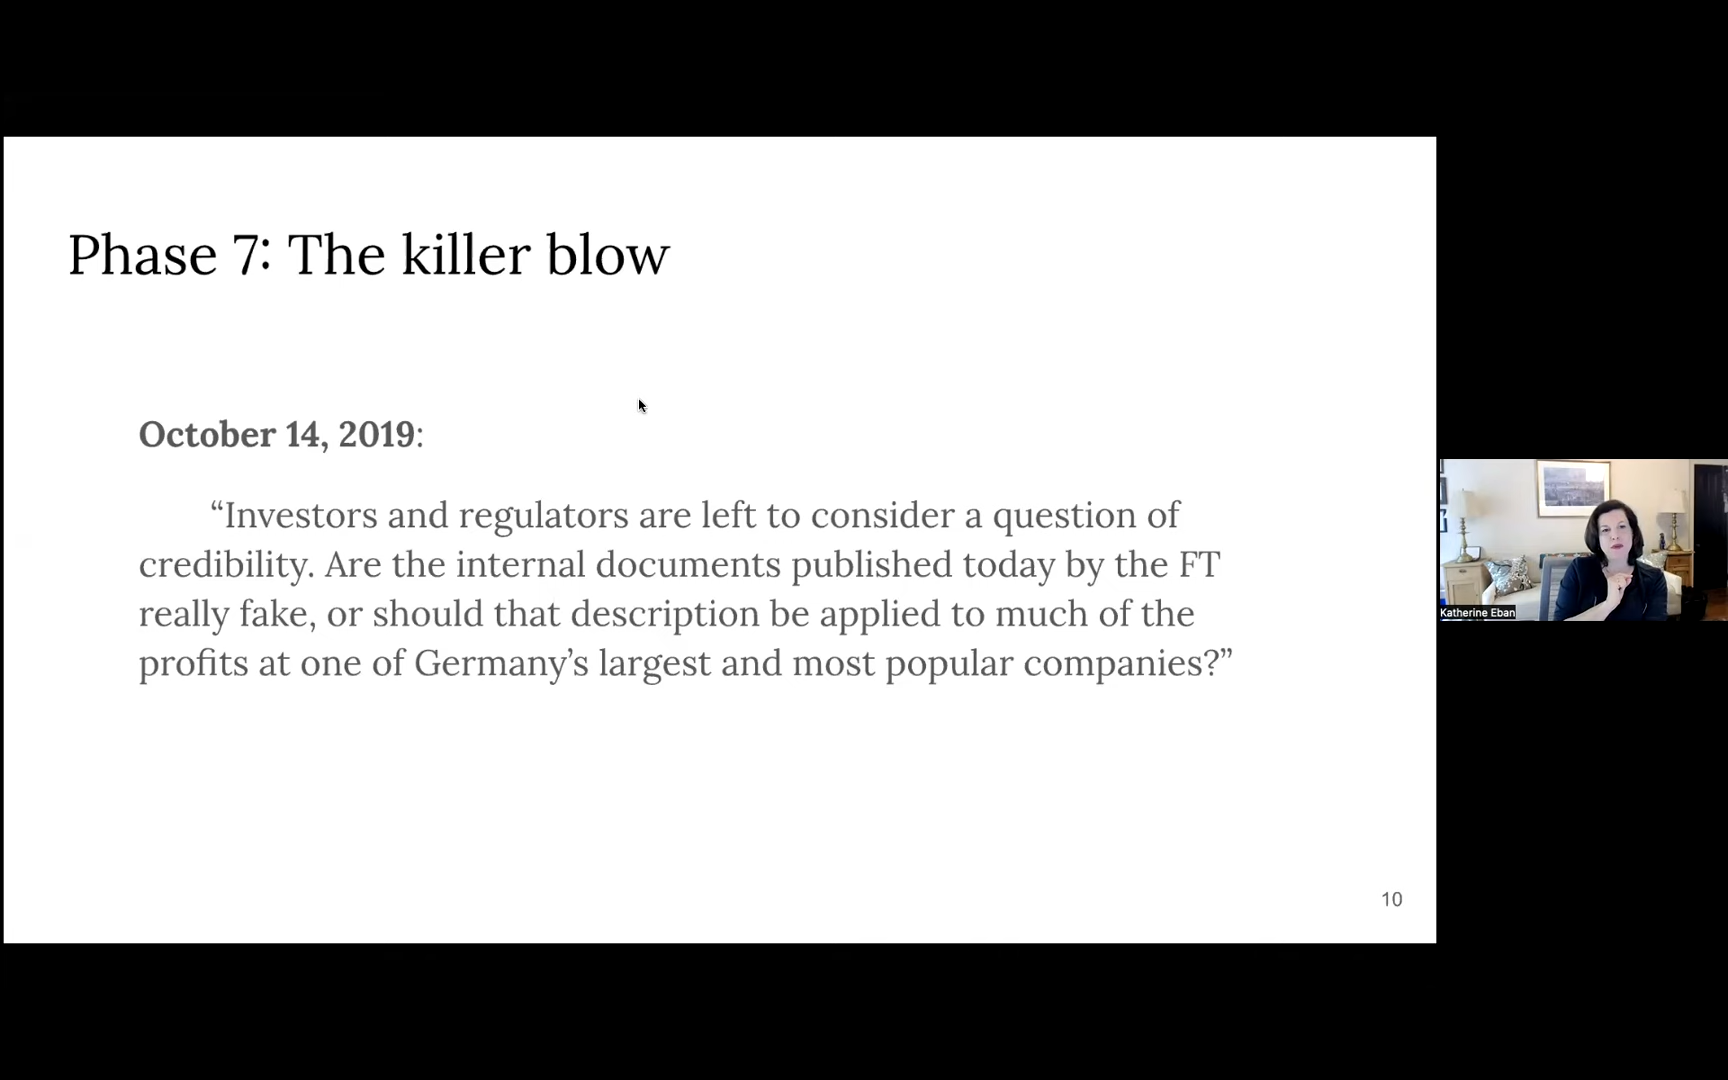 Phase 7: The killer blow
October 14, 2019:
“Investors and regulators are left to consider a question of
credibility. Are the internal documents published today by the FT
really fake, or should that description be applied to much of the
profits at one of Germany’s largest and most popular companies?”
10
Katherine Eban